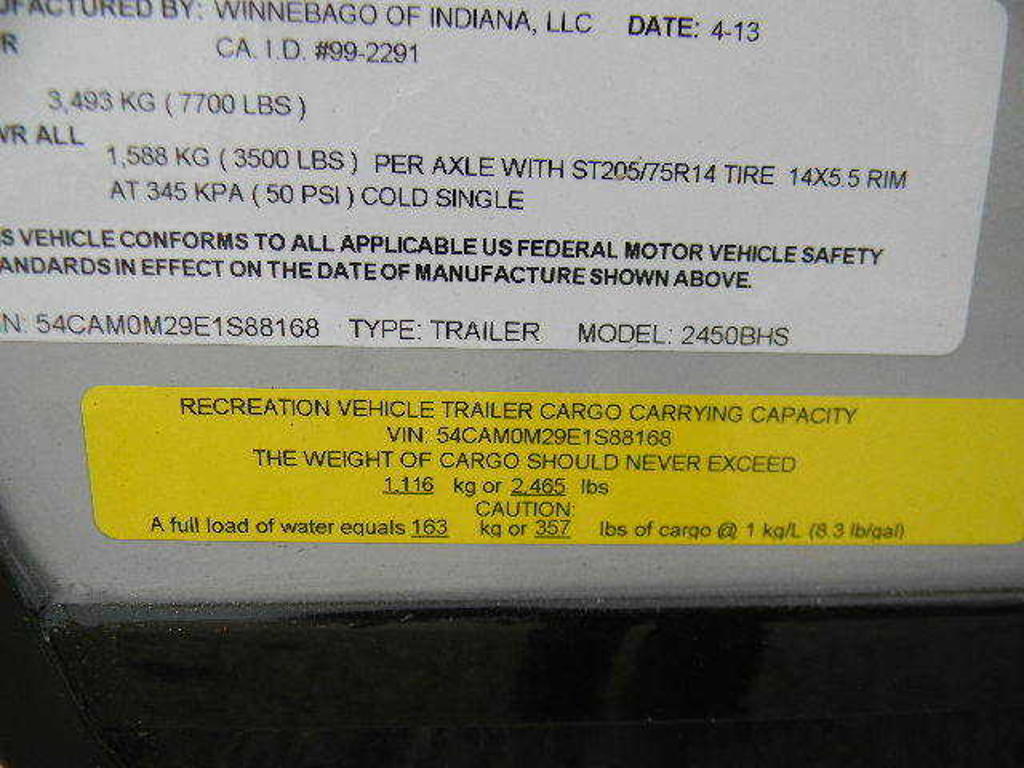 UFACTURED BY: WINNEBAGO OF INDIANA, LLC DATE: 4-13
R CA. I.D. #99-2291
3,493 KG ( 7700 LBS )
WR ALL
1,588 KG ( 3500 LBS ) PER AXLE WITH ST205/75R14 TIRE 14X5.5 RIM
AT 345 KPA ( 50 PSI ) COLD SINGLE
S VEHICLE CONFORMS TO ALL APPLICABLE US FEDERAL MOTOR VEHICLE SAFETY
ANDARDS IN EFFECT ON THE DATE OF MANUFACTURE SHOWN ABOVE.
N: 54CAM0M29E1S88168 TYPE: TRAILER MODEL: 2450BHS
RECREATION VEHICLE TRAILER CARGO CARRYING CAPACITY
VIN: 54CAM0M29E1S88168
THE WEIGHT OF CARGO SHOULD NEVER EXCEED
1,116 kg or 2,465 lbs
CAUTION:
A full load of water equals 163 kg or 357 lbs of cargo @ 1 kg/L (8.3 lb/gal)